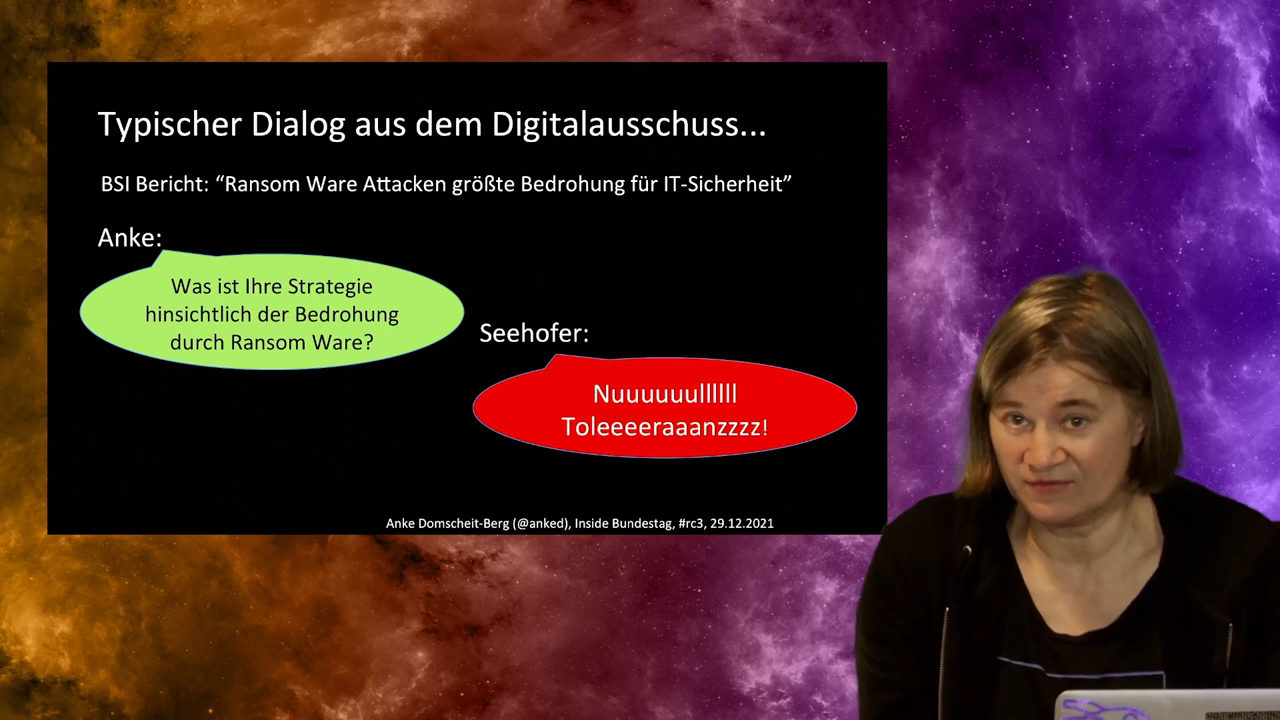 Typischer Dialog aus dem Digitalausschuss...
BSI Bericht: “Ransom Ware Attacken größte Bedrohung für IT-Sicherheit”
Anke:
Was ist Ihre Strategie
hinsichtlich der Bedrohung
durch Ransom Ware?
Seehofer:
Nuuuuuullllll
Toleeeeraaanzzzz!
Anke Domscheit-Berg (@anked), Inside Bundestag, #rc3, 29.12.2021